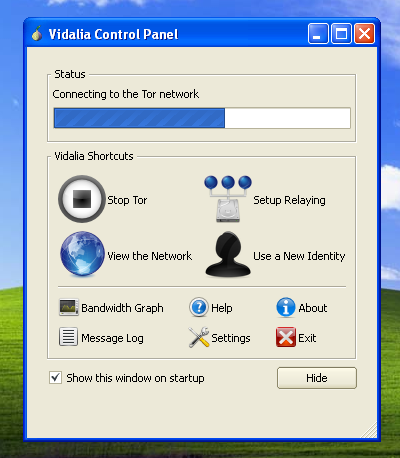 Vidalia Control Panel
Status
Connecting to the Tor network
Vidalia Shortcuts
Stop Tor
Setup Relaying
View the Network
Use a New Identity
Bandwidth Graph
Help
About
Message Log
Settings
Exit
Show this window on startup
Hide